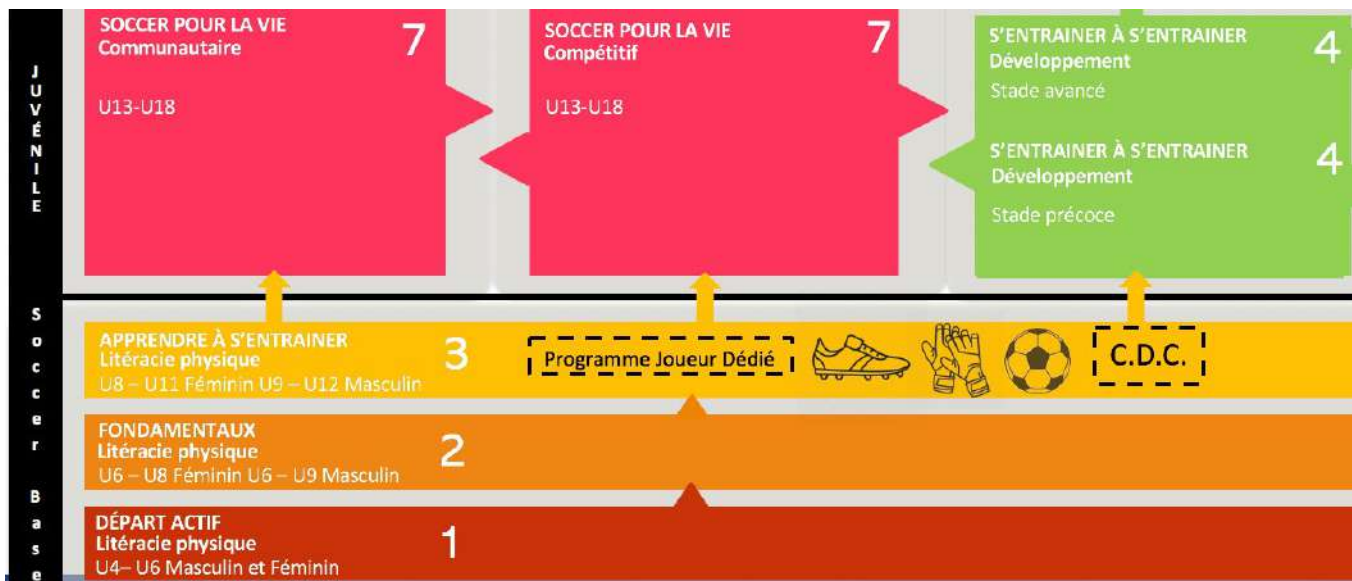 JUVÉNILE
SOCCER POUR LA VIE
Communautaire
7
U13-U18
SOCCER POUR LA VIE
Compétitif
7
U13-U18
S'ENTRAINER À S'ENTRAINER
Développement
4
Stade avancé
S'ENTRAINER À S'ENTRAINER
Développement
4
Stade précoce
Soccer Base
APPRENDRE À S'ENTRAINER
Litéracie physique
3
U8 – U11 Féminin U9 – U12 Masculin
Programme Joueur Dédié
C.D.C.
FONDAMENTAUX
Litéracie physique
2
U6 – U8 Féminin U6 – U9 Masculin
DÉPART ACTIF
Litéracie physique
1
U4– U6 Masculin et Féminin